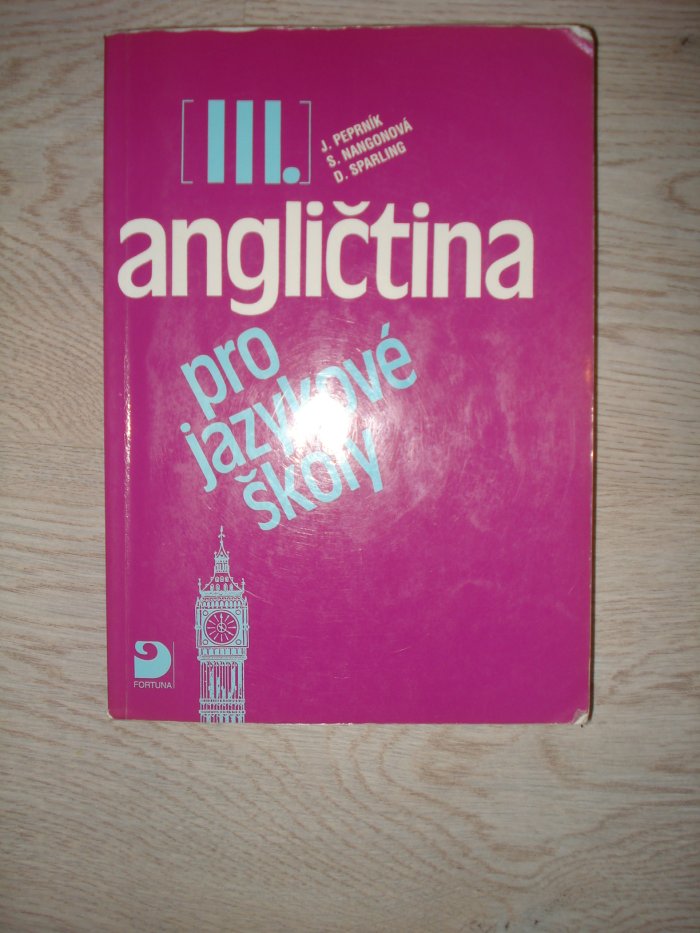 [III.]
J. PEPRNÍK
S. NANGONOVÁ
D. SPARLING
angličtina
pro
jazykové
školy
FORTUNA